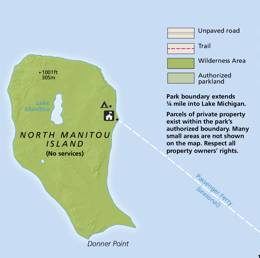 Unpaved road
Trail
Wilderness Area
Authorized
parkland
Park boundary extends
¼ mile into Lake Michigan.
Parcels of private property
exist within the park's
authorized boundary. Many
small areas are not shown
on the map. Respect all
property owners' rights.
+1001ft
305m
Lake
Manitou
NORTH MANITOU
ISLAND
(No services)
Passenger Ferry
(seasonal)
Donner Point